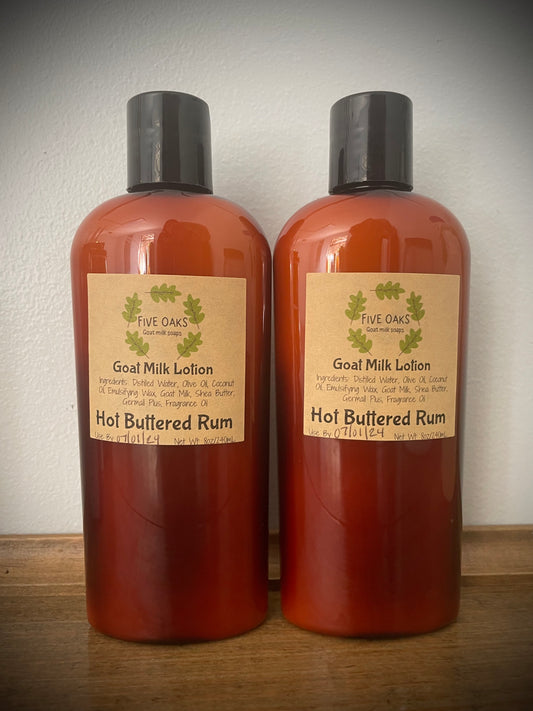 FIVE OAKS
Goat milk soaps
Goat Milk Lotion
Ingredients: Distilled Water, Olive Oil, Coconut
Oil, Emulsifying Wax, Goat Milk, Shea Butter,
Germall Plus, Fragrance Oil
Hot Buttered Rum
Use By 07/01/24 Net Wt. 8oz/240mL
FIVE OAKS
Goat milk soaps
Goat Milk Lotion
Ingredients: Distilled Water, Olive Oil, Coconut
Oil, Emulsifying Wax, Goat Milk, Shea Butter,
Germall Plus, Fragrance Oil
Hot Buttered Rum
Use By 07/01/24 Net Wt. 8oz/240mL